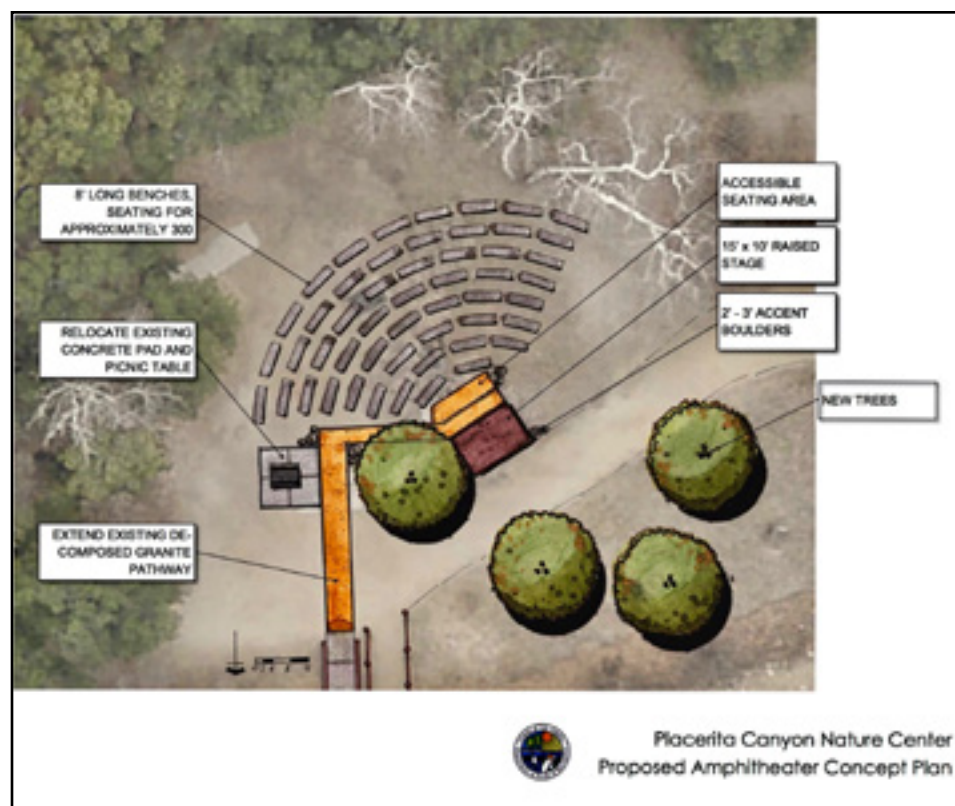 8' LONG BENCHES,
SEATING FOR
APPROXIMATELY 300
RELOCATE EXISTING
CONCRETE PAD AND
PICNIC TABLE
EXTEND EXISTING DE-
COMPOSED GRANITE
PATHWAY
ACCESSIBLE
SEATING AREA
15' x 10' RAISED
STAGE
2' - 3' ACCENT
BOULDERS
NEW TREES
Placerita Canyon Nature Center
Proposed Amphitheater Concept Plan